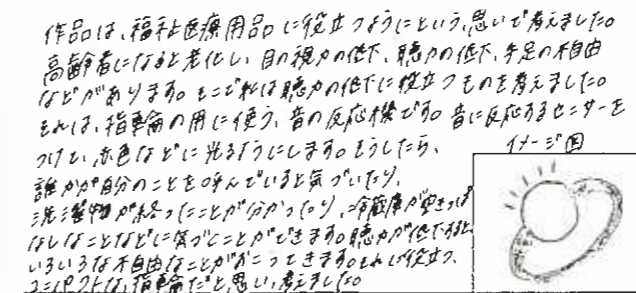 作品は、福祉医療用品に役立つようにという、思いで考えました。
高齢者になると老化し、目の視力の低下、聴力の低下、手足の不自由
などがあります。そこで私は聴力の低下に役立つものを考えました。
それは、指輪の用に使う、音の反応機です。音に反応するセンサーを
つけて、赤色などに光るようにします。そうしたら、
誰かが自分のことを呼んでいると気づいたり、
洗濯物が終ったことが分かったり、冷蔵庫が空きっぱ
なしなことなどに気づくことができます。聴力が低下すると、
いろいろな不自由なことがおこってきます。それに役立つ、
コンパクトな、指輪だと思い、考えました。
イメージ図